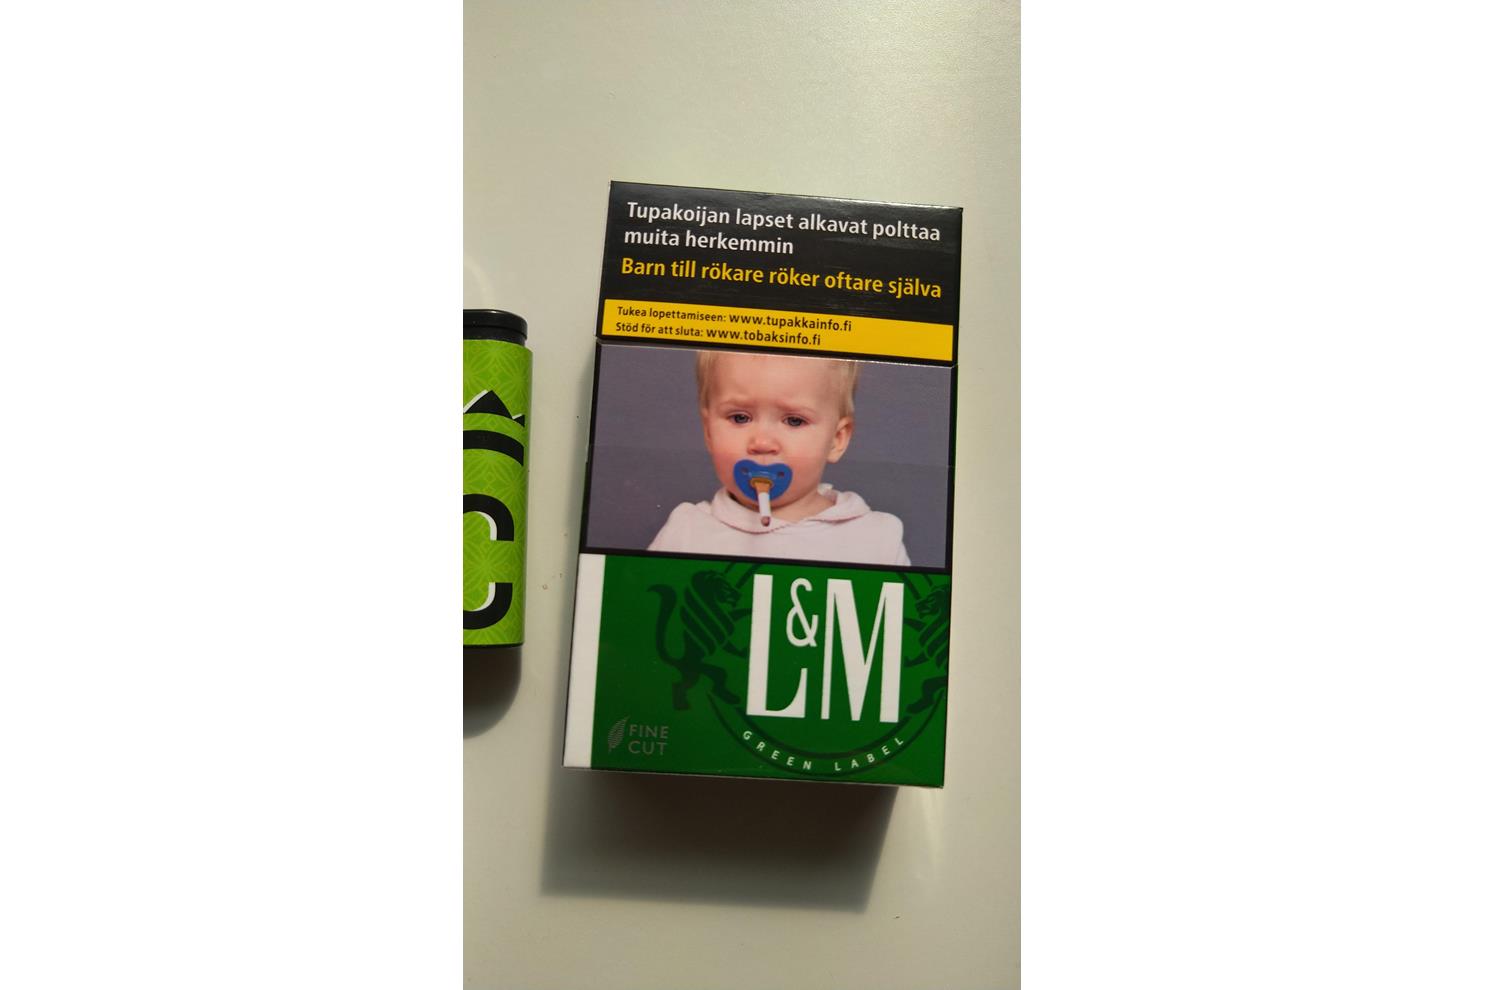 Tupakoijan lapset alkavat polttaa
muita herkemmin
Barn till rökare röker oftare själva
Tukea lopettamiseen: www.tupakkainfo.fi
Stöd för att sluta: www.tobaksinfo.fi
L&M
GREEN LABEL
FINE
CUT